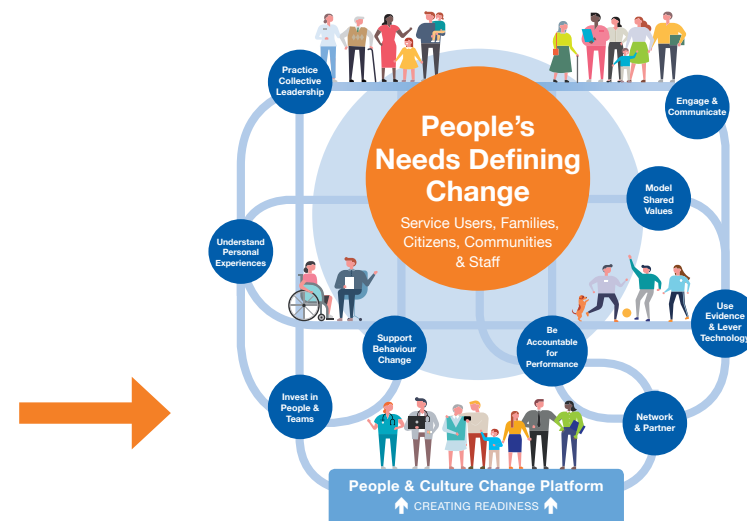 Practice
Collective
Leadership
Engage &
Communicate
People's
Needs Defining
Change
Service Users, Families,
Citizens, Communities
& Staff
Model
Shared
Values
Understand
Personal
Experiences
Use
Evidence
& Lever
Technology
Support
Behaviour
Change
Be
Accountable
for
Performance
Invest in
People &
Teams
Network
& Partner
People & Culture Change Platform
CREATING READINESS